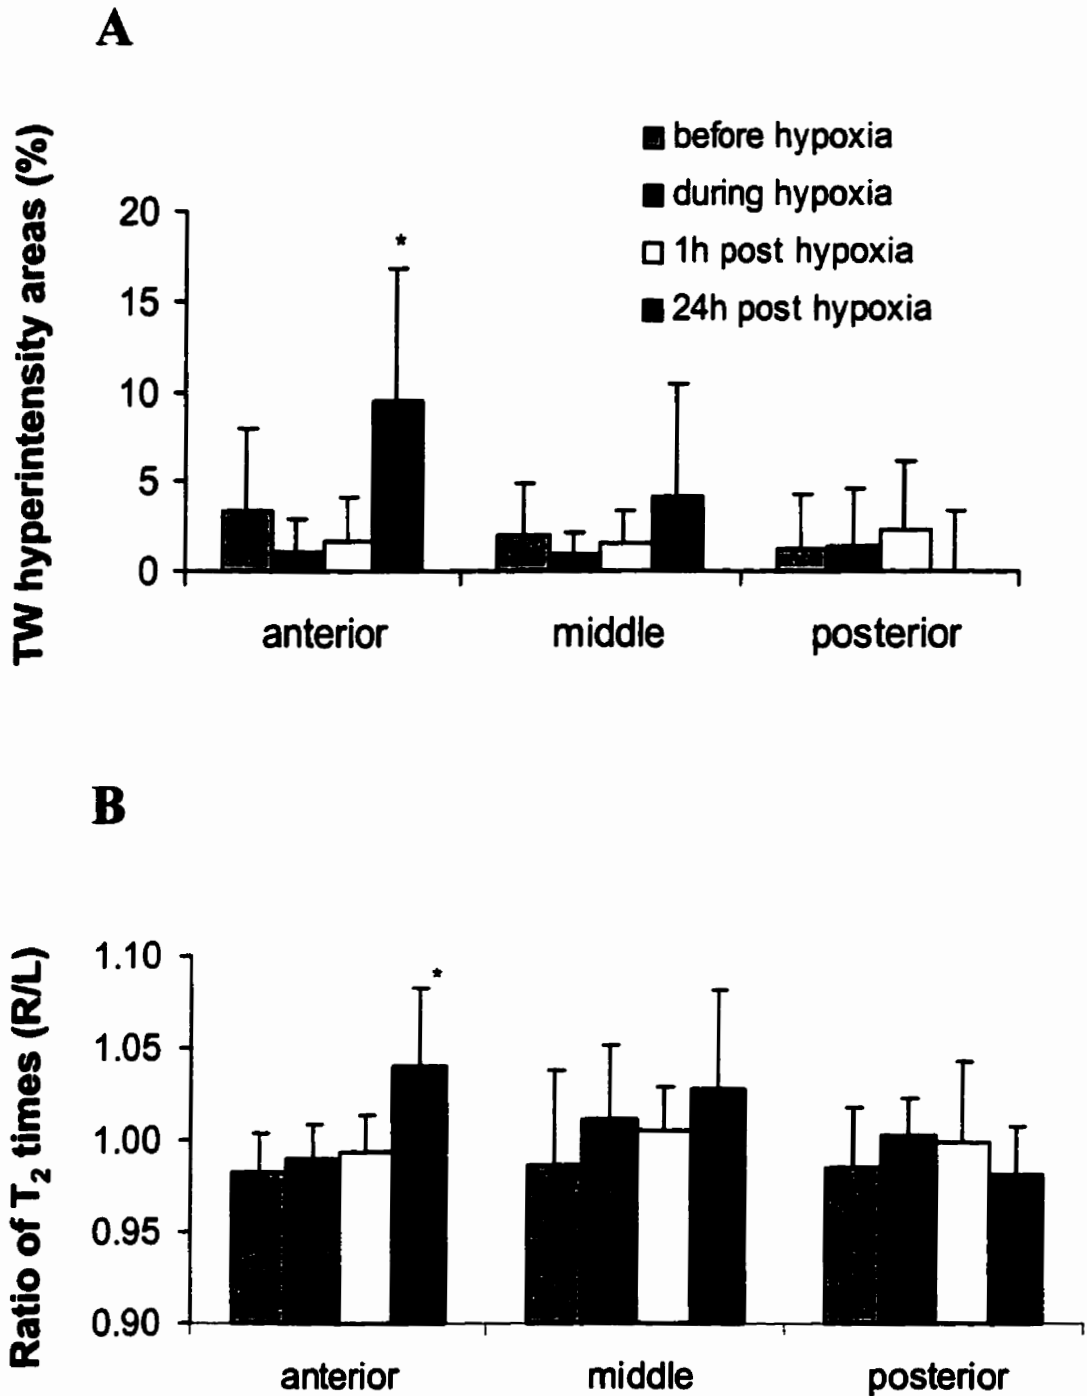 A
TW hyperintensity areas (%)
before hypoxia
during hypoxia
1h post hypoxia
24h post hypoxia
20
*
15
10
5
0
anterior middle posterior
B
Ratio of T₂ times (R/L)
1.10
*
1.05
1.00
0.95
0.90
anterior middle posterior